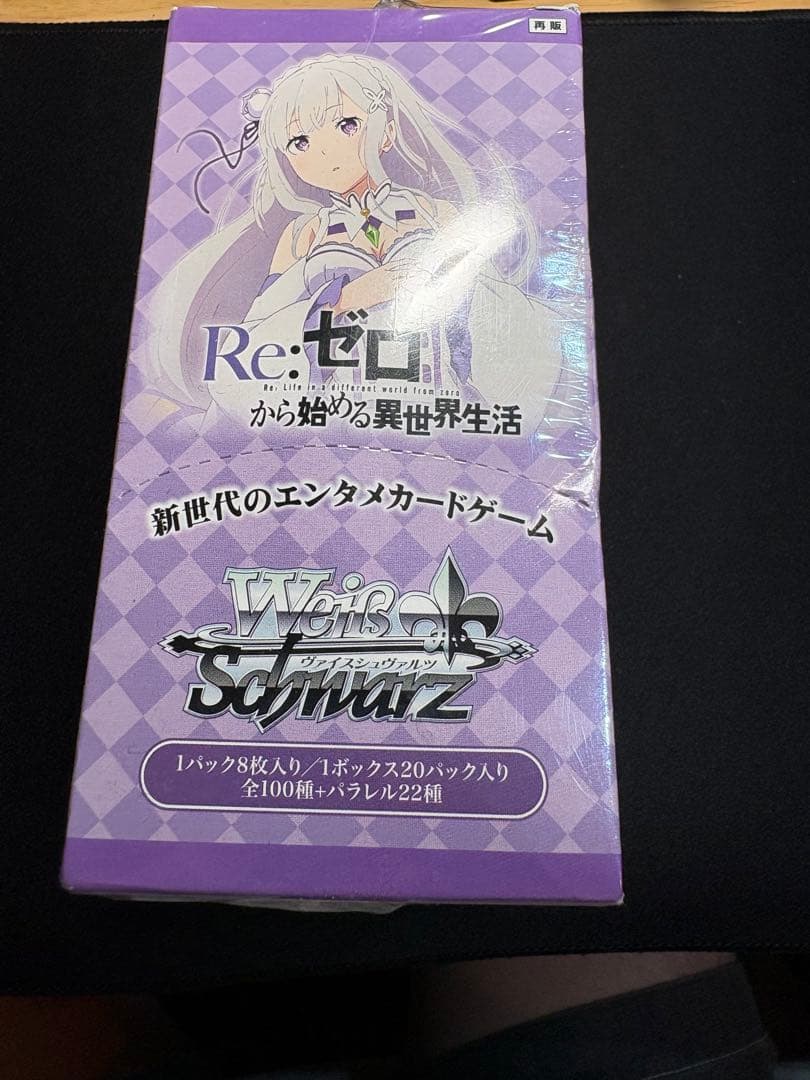 再販
Re:ゼロ
Re: Life in a different world from zero
から始める異世界生活
新世代のエンタメカードゲーム
Weiß
ヴァイスシュヴァルツ
Schwarz
1パック8枚入り/1ボックス20パック入り
全100種+パラレル22種